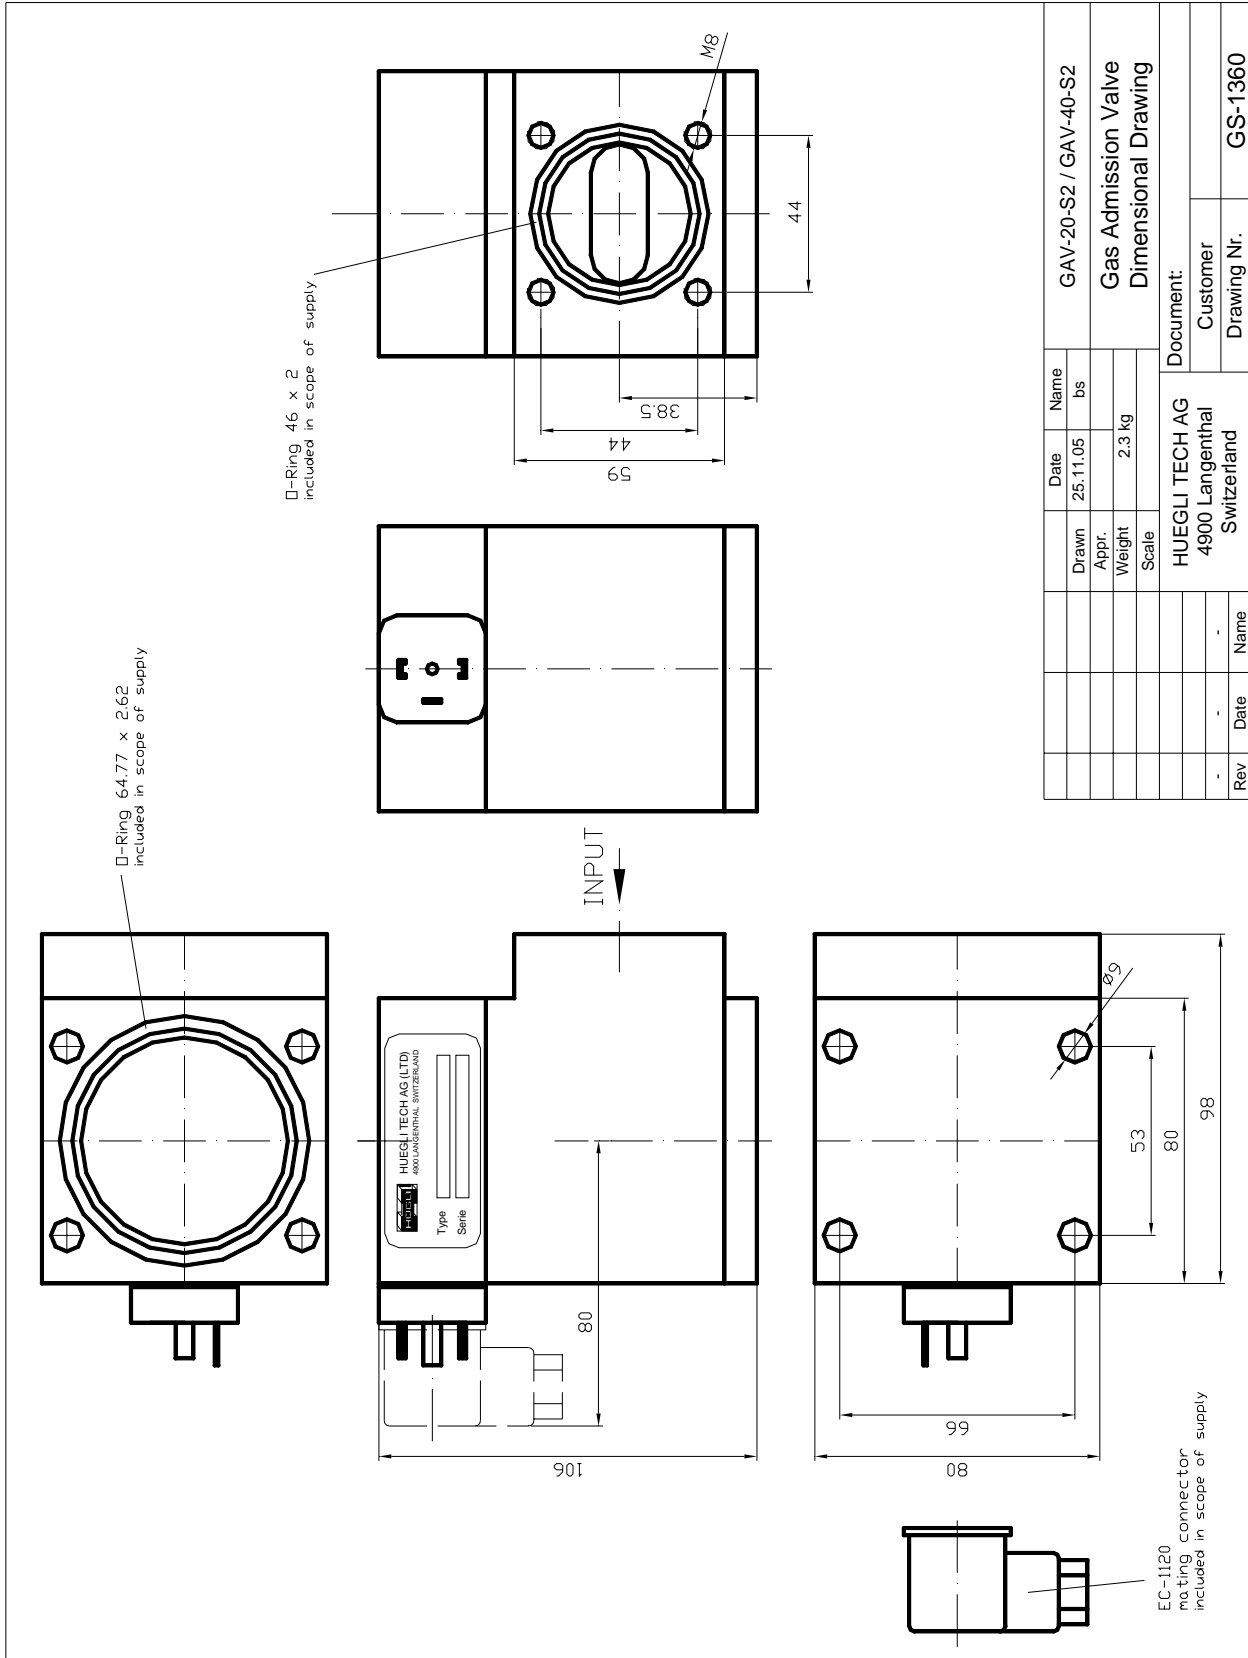 □-Ring 64.77 x 2.62
included in scope of supply
□-Ring 46 x 2
included in scope of supply
M8
44
38.5
44
59
INPUT
HUEGLI
HUEGLI TECH AG (LTD)
4900 LANGENTHAL SWITZERLAND
Type
Serie
80
106
ø9
53
80
98
66
80
EC-1120
mating connector
included in scope of supply
Date
Name
Drawn
25.11.05
bs
Appr.
Weight
2.3 kg
Scale
GAV-20-S2 / GAV-40-S2
Gas Admission Valve
Dimensional Drawing
HUEGLI TECH AG
4900 Langenthal
Switzerland
Document:
Customer
Drawing Nr.
GS-1360
- - -
Rev
Date
Name